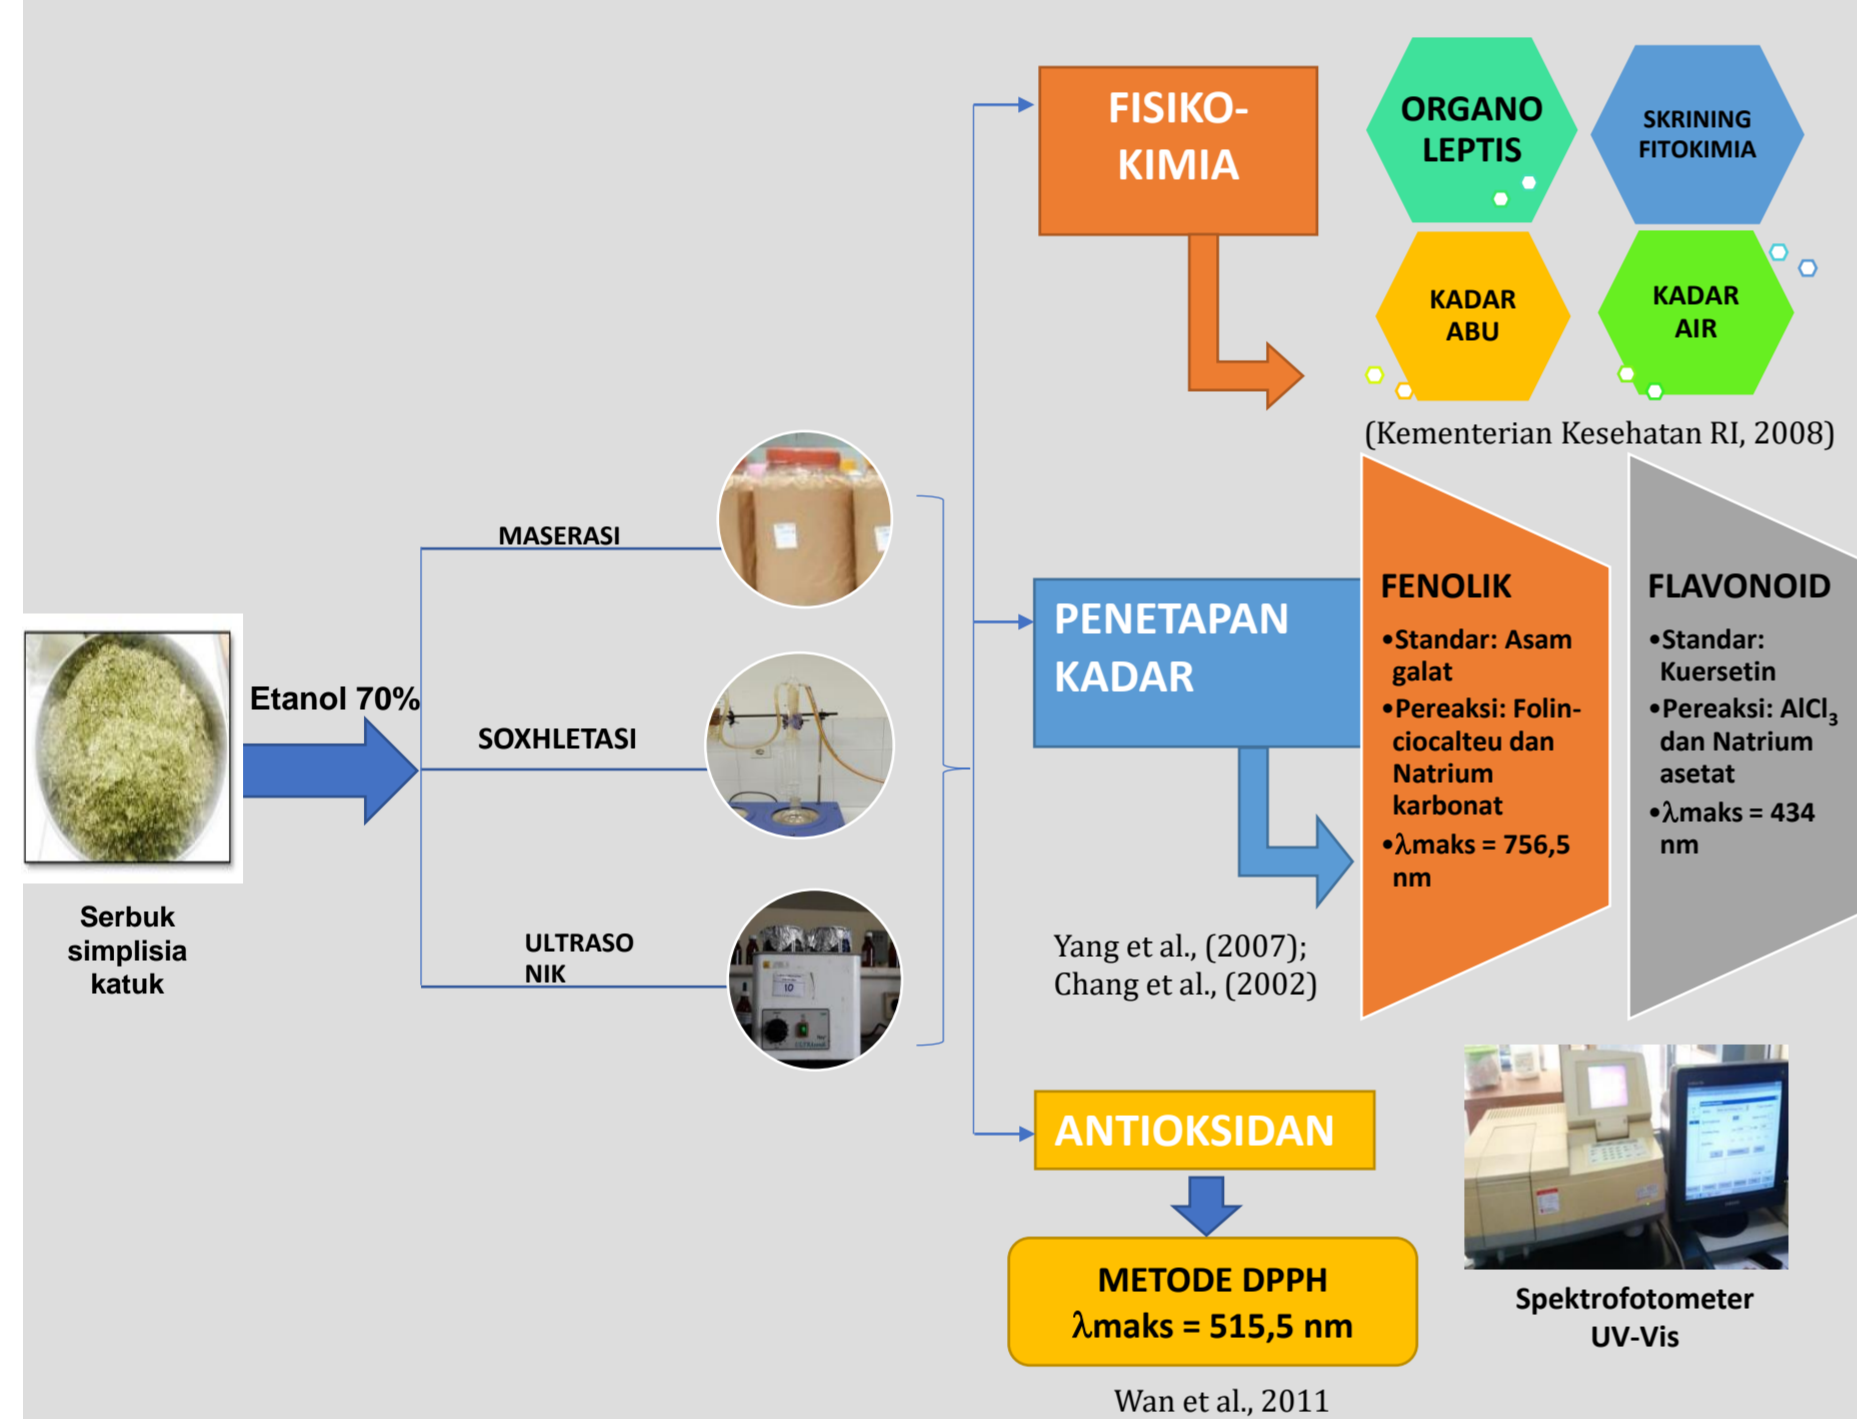 Serbuk
simplisia
katuk
Etanol 70%
MASERASI
SOXHLETASI
ULTRASO
NIK
FISIKO-
KIMIA
ORGANO
LEPTIS
SKRINING
FITOKIMIA
KADAR
ABU
KADAR
AIR
(Kementerian Kesehatan RI, 2008)
PENETAPAN
KADAR
Yang et al., (2007);
Chang et al., (2002)
FENOLIK
•Standar: Asam
galat
•Pereaksi: Folin-
ciocalteu dan
Natrium
karbonat
•λmaks = 756,5
nm
FLAVONOID
•Standar:
Kuersetin
•Pereaksi: AlCl₃
dan Natrium
asetat
•λmaks = 434
nm
ANTIOKSIDAN
METODE DPPH
λmaks = 515,5 nm
Wan et al., 2011
Spektrofotometer
UV-Vis
10